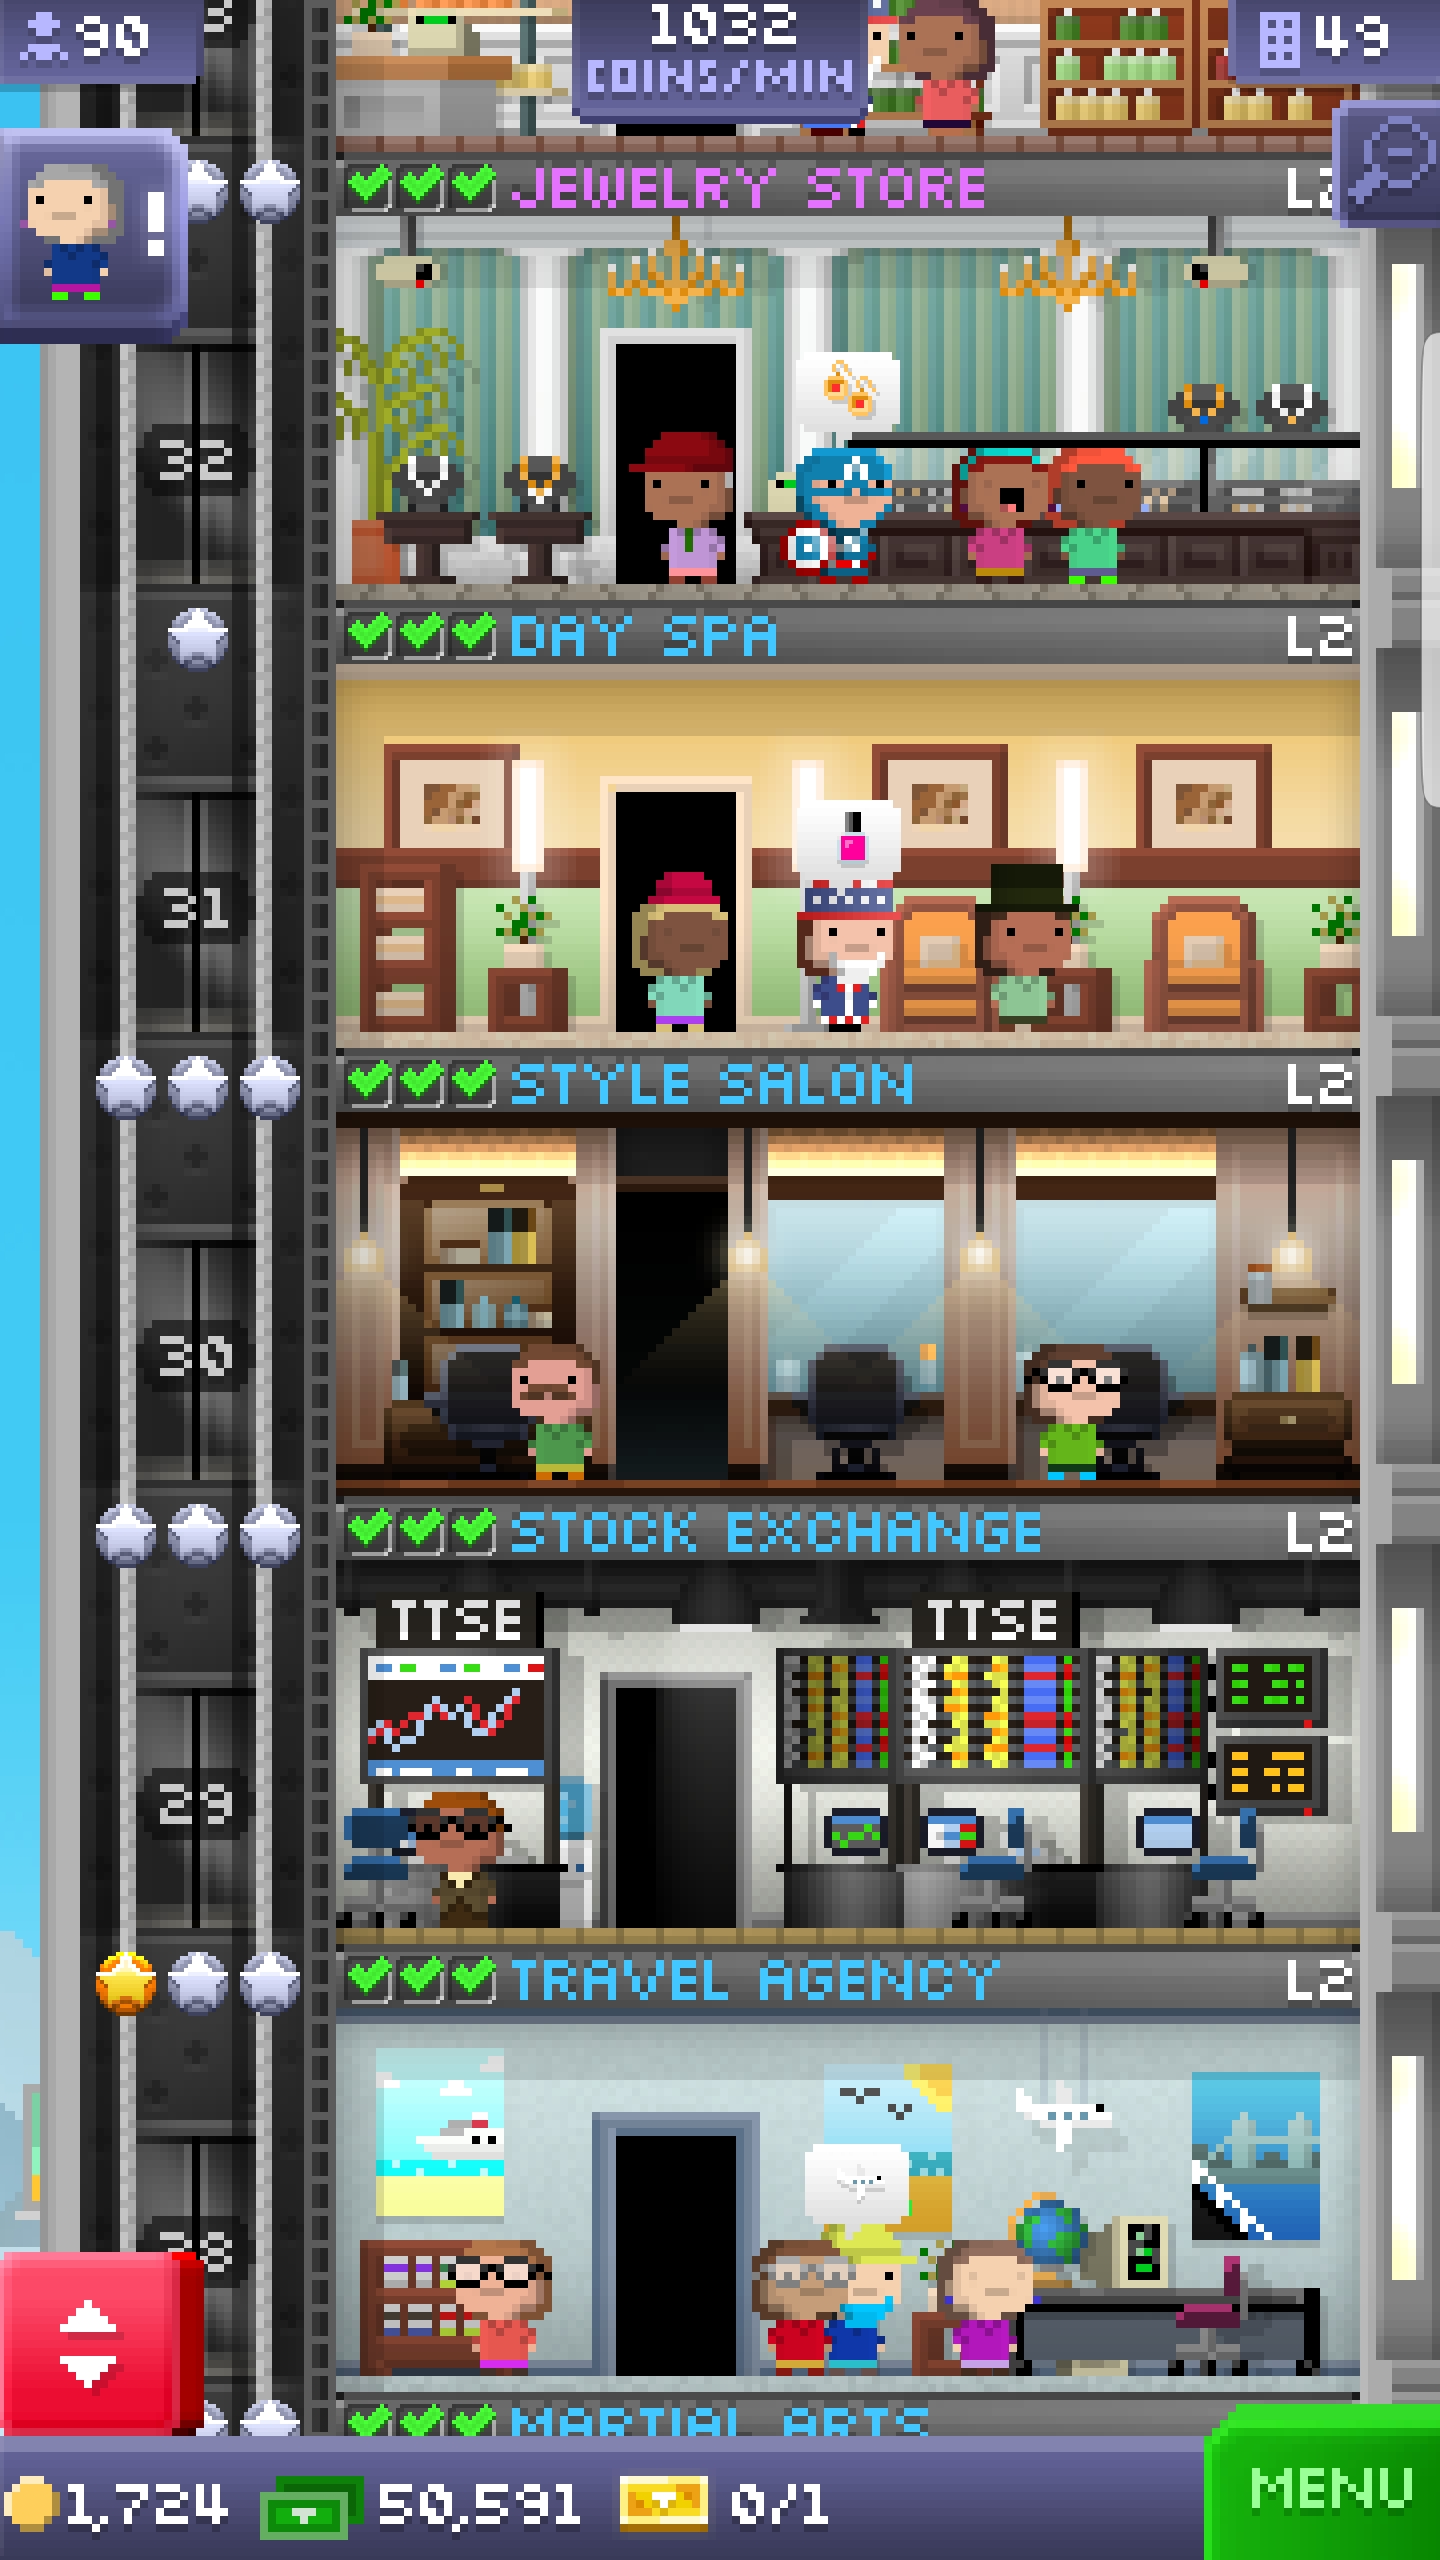 90
1032
COINS/MIN
49
JEWELRY STORE
32
DAY SPA L2
31
STYLE SALON L2
30
STOCK EXCHANGE L2
TTSE TTSE
29
TRAVEL AGENCY L2
28
MARTIAL ARTS
1,724 50,591 0/1
MENU